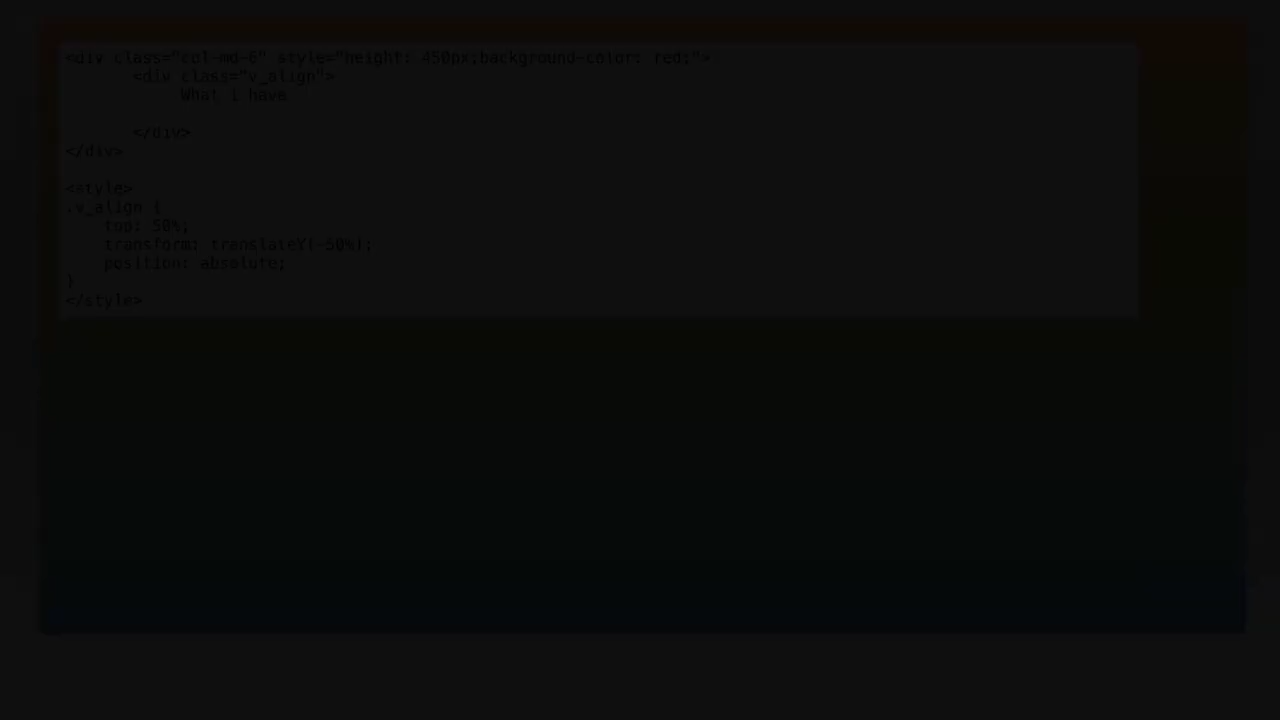 <div class="col-md-6" style="height: 450px;background-color: red;">
<div class="v_align">
What i have
</div>
</div>
<style>
.v_align {
top: 50%;
transform: translateY(-50%);
position: absolute;
}
</style>